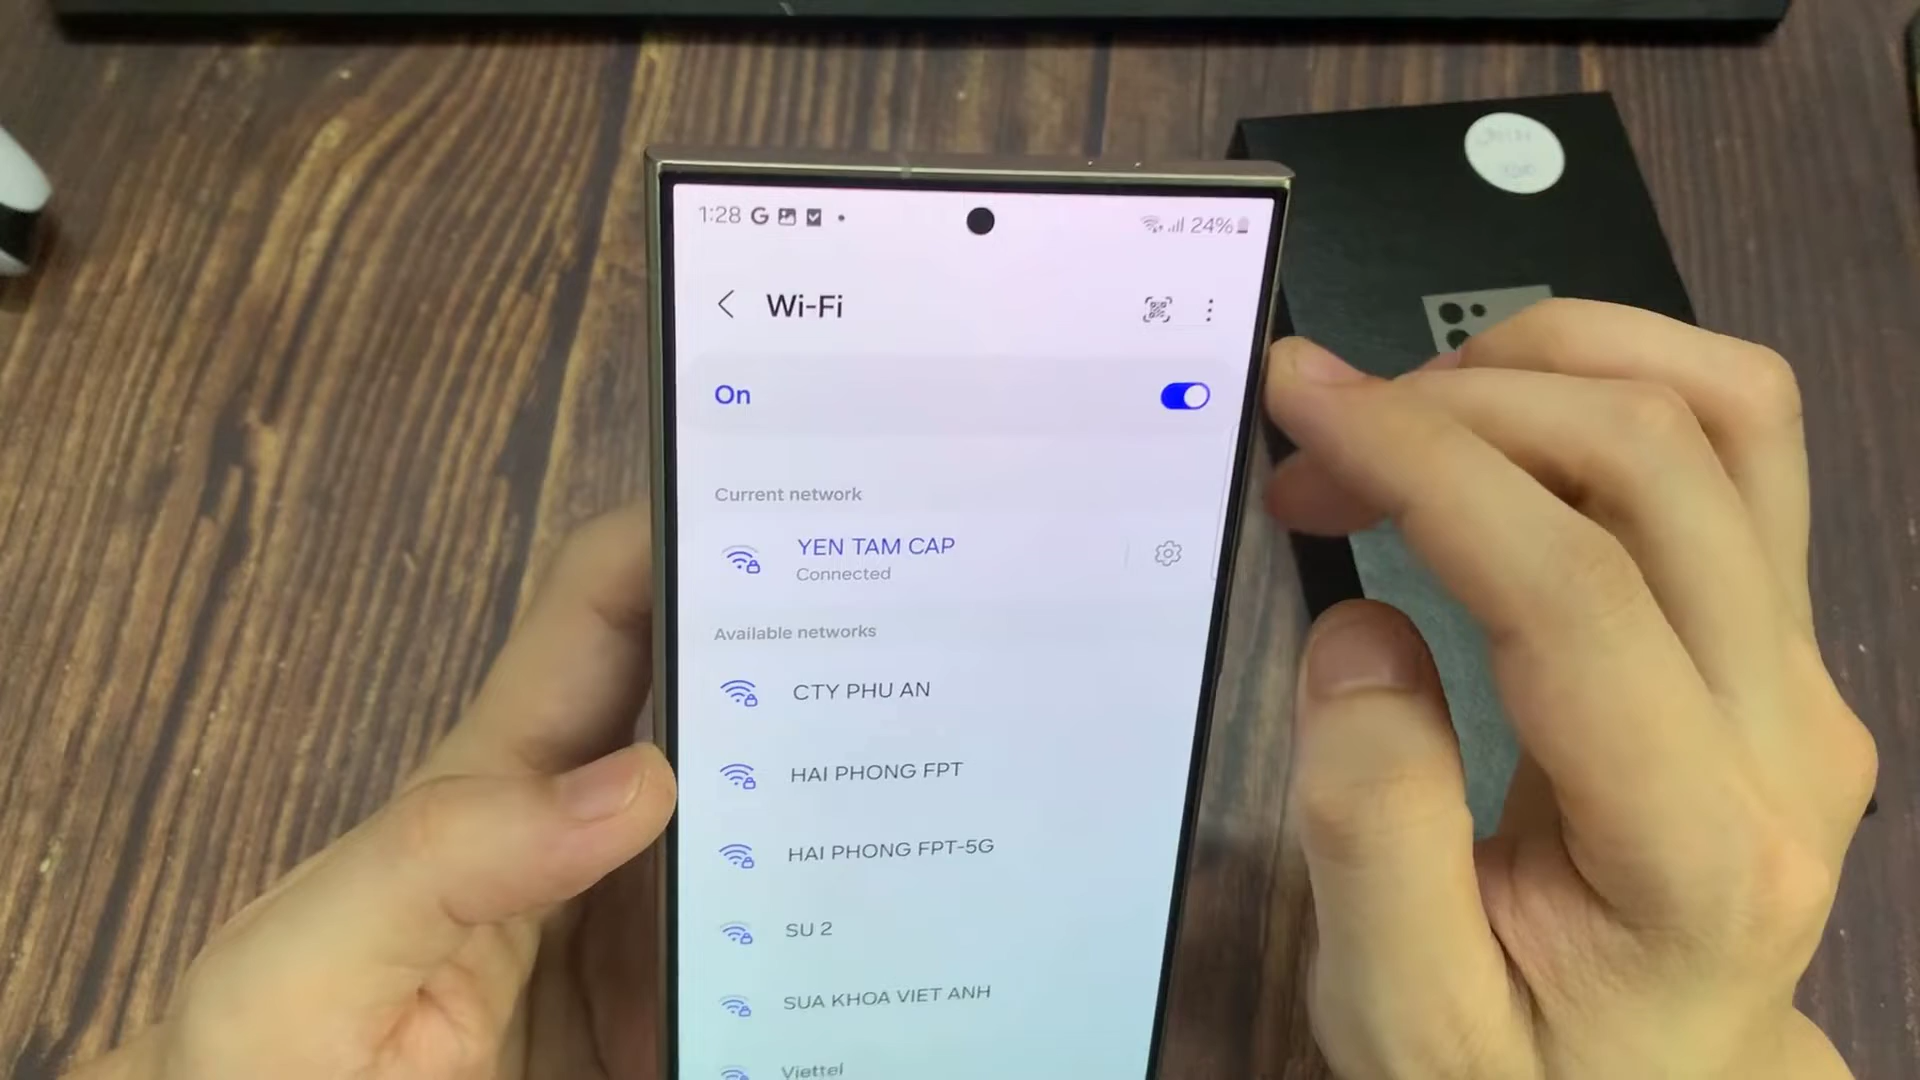 1:28 G
24%
Wi-Fi
On
Current network
YEN TAM CAP
Connected
Available networks
CTY PHU AN
HAI PHONG FPT
HAI PHONG FPT-5G
SU 2
SUA KHOA VIET ANH
Viettel